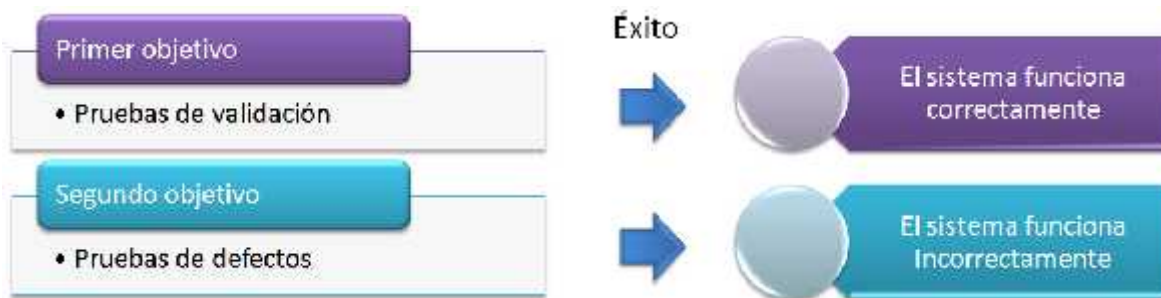 Éxito
Primer objetivo
• Pruebas de validación
El sistema funciona
correctamente
Segundo objetivo
• Pruebas de defectos
El sistema funciona
Incorrectamente